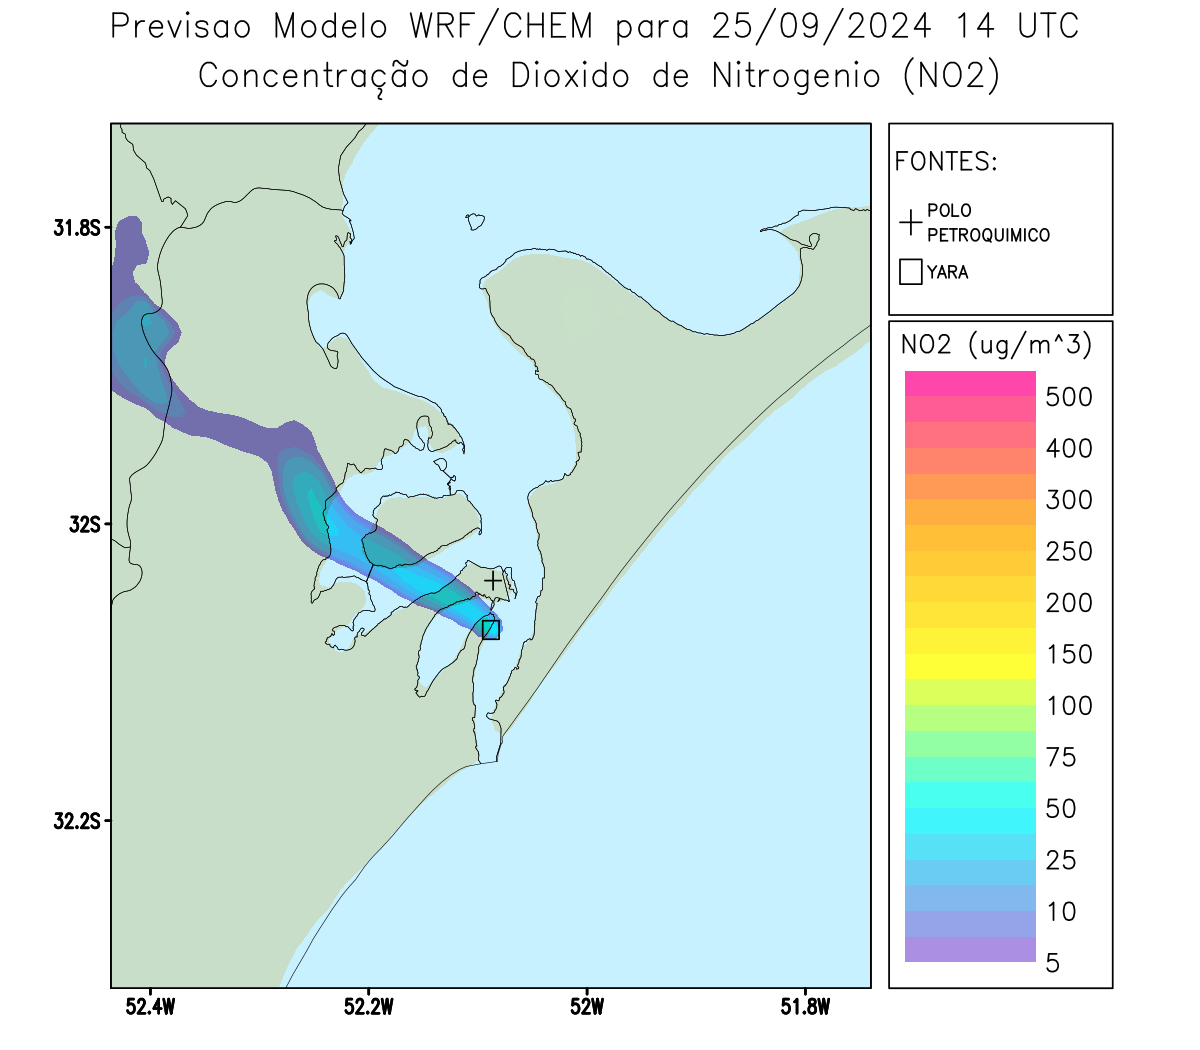 Previsao Modelo WRF/CHEM para 25/09/2024 14 UTC
Concentração de Dioxido de Nitrogenio (NO2)
FONTES:
POLO
PETROQUIMICO
YARA
NO2 (ug/m^3)
500
400
300
250
200
150
100
75
50
25
10
5
31.8S
32S
32.2S
52.4W
52.2W
52W
51.8W